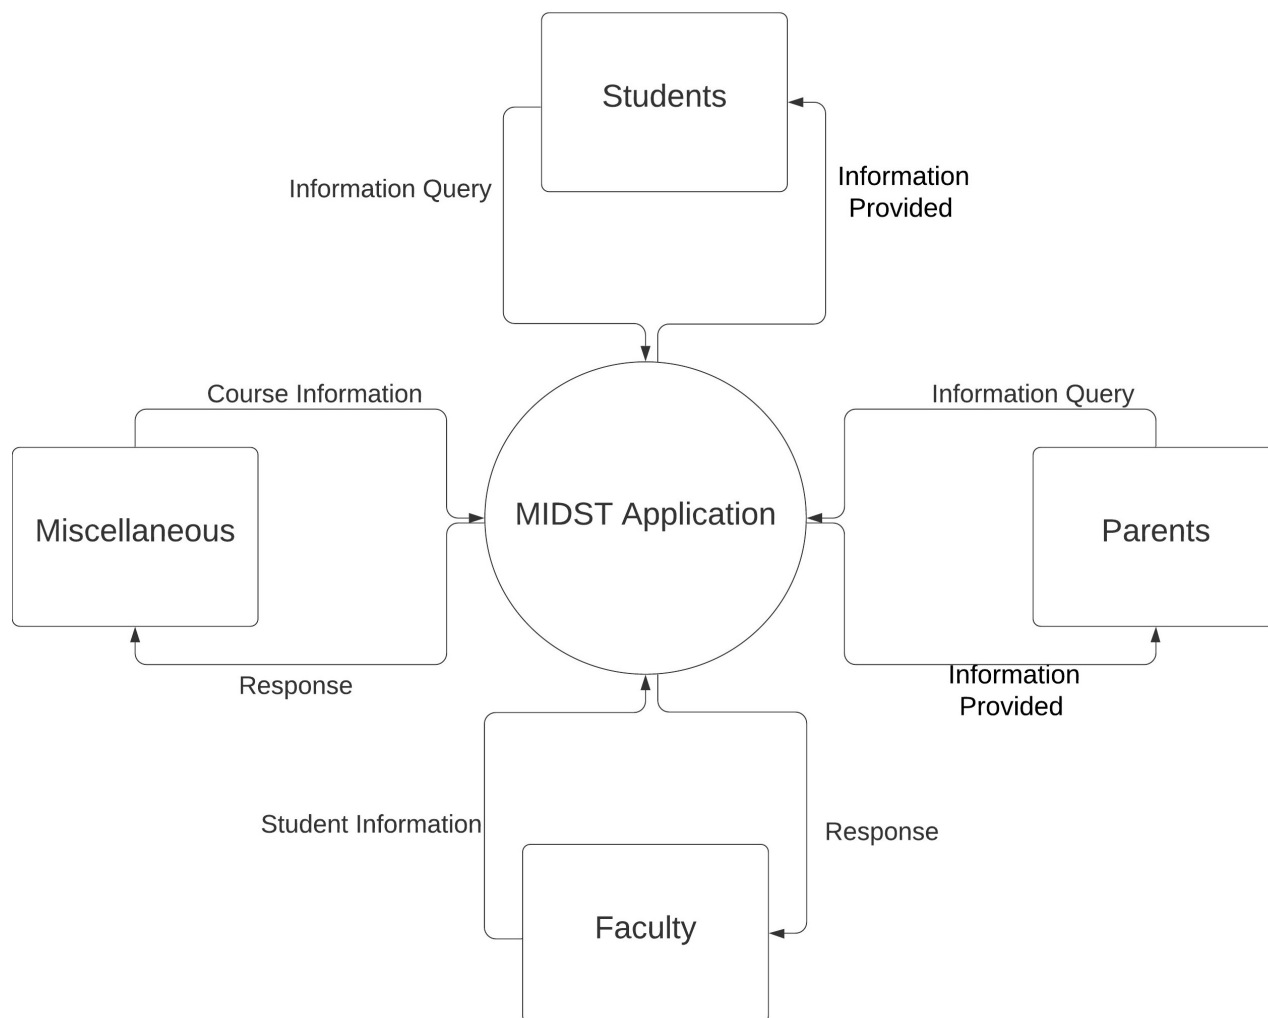 Students
Information Query
Information
Provided
Course Information
Information Query
Miscellaneous
MIDST Application
Parents
Response
Information
Provided
Student Information
Response
Faculty